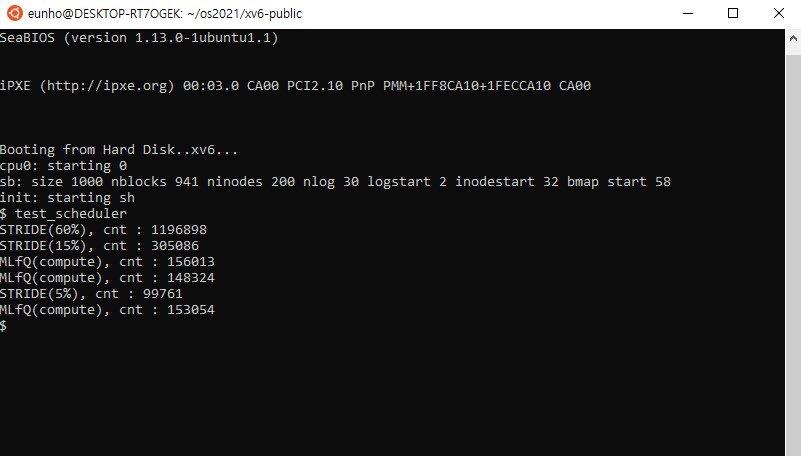 eunho@DESKTOP-RT7OGEK: ~/os2021/xv6-public
SeaBIOS (version 1.13.0-1ubuntu1.1)
iPXE (http://ipxe.org) 00:03.0 CA00 PCI2.10 PnP PMM+1FF8CA10+1FECCA10 CA00
Booting from Hard Disk..xv6...
cpu0: starting 0
sb: size 1000 nblocks 941 ninodes 200 nlog 30 logstart 2 inodestart 32 bmap start 58
init: starting sh
$ test_scheduler
STRIDE(60%), cnt : 1196898
STRIDE(15%), cnt : 305086
MLfQ(compute), cnt : 156013
MLfQ(compute), cnt : 148324
STRIDE(5%), cnt : 99761
MLfQ(compute), cnt : 153054
$